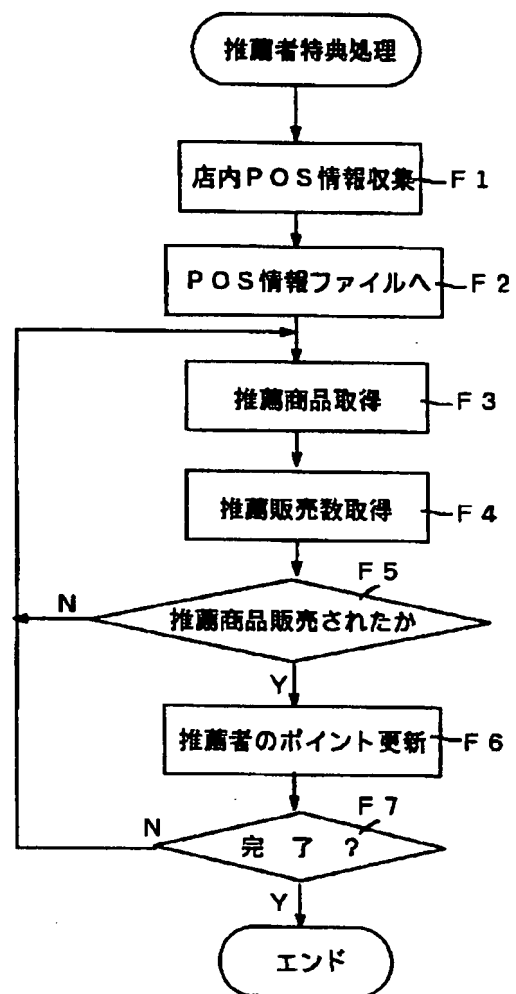 推薦者特典処理
店内POS情報収集 F1
POS情報ファイルへ F2
推薦商品取得 F3
推薦販売数取得 F4
F5
N 推薦商品販売されたか
Y
推薦者のポイント更新 F6
F7
N 完了?
Y
エンド